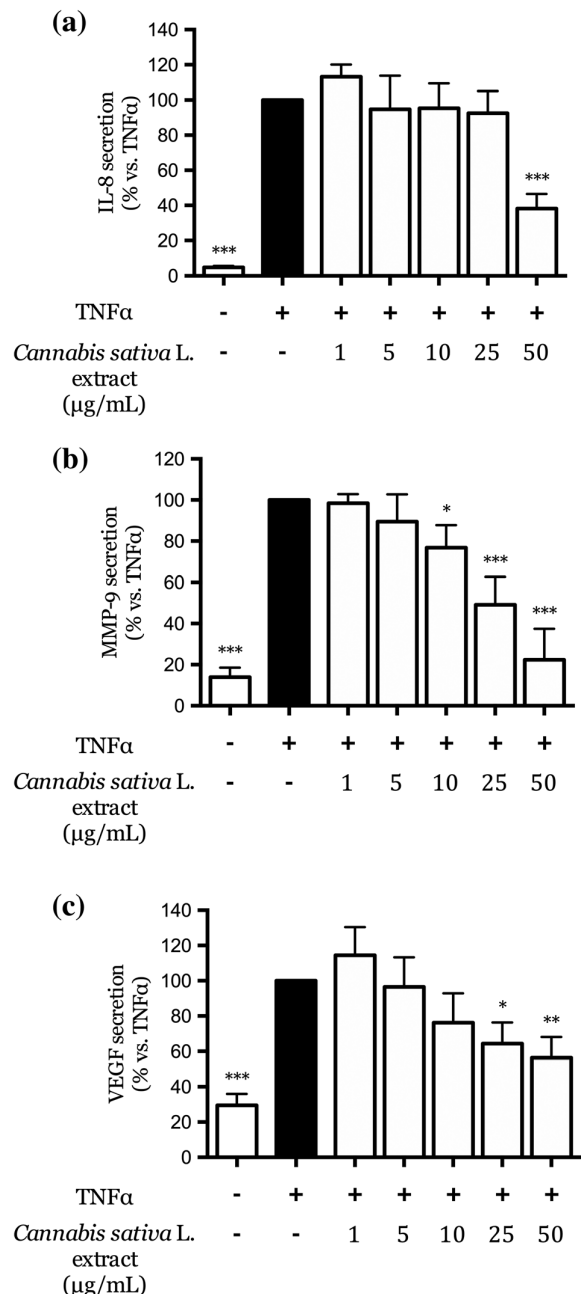 (a)
IL-8 secretion
(% vs. TNFα)
140
120
100
80
60
40
20
0
***
***
TNFα - + + + + + +
Cannabis sativa L. - - 1 5 10 25 50
extract
(µg/mL)
(b)
MMP-9 secretion
(% vs. TNFα)
120
100
80
60
40
20
0
***
*
***
***
TNFα - + + + + + +
Cannabis sativa L. - - 1 5 10 25 50
extract
(µg/mL)
(c)
VEGF secretion
(% vs. TNFα)
140
120
100
80
60
40
20
0
***
*
**
TNFα - + + + + + +
Cannabis sativa L. - - 1 5 10 25 50
extract
(µg/mL)